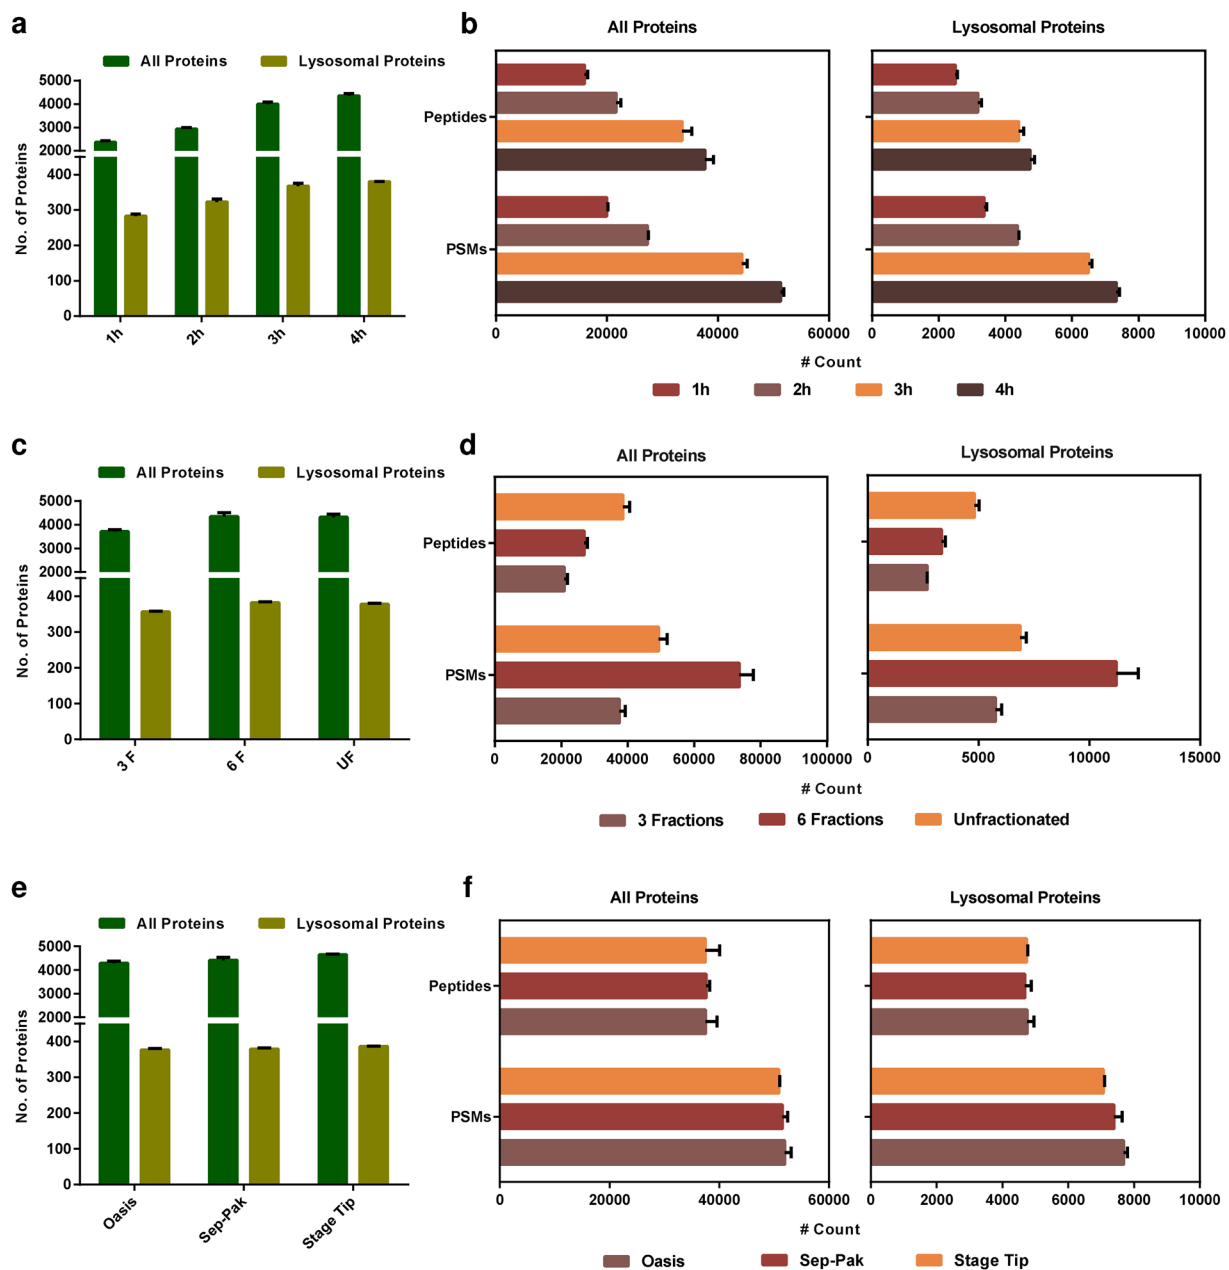 a
All Proteins
Lysosomal Proteins
No. of Proteins
5000
4000
3000
2000
400
300
200
100
0
1h
2h
3h
4h
b
All Proteins
Lysosomal Proteins
Peptides
PSMs
0
20000
40000
60000
0
2000
4000
6000
8000
10000
# Count
1h
2h
3h
4h
c
All Proteins
Lysosomal Proteins
No. of Proteins
5000
4000
3000
2000
400
300
200
100
0
3 F
6 F
UF
d
All Proteins
Lysosomal Proteins
Peptides
PSMs
0
20000
40000
60000
80000
100000
0
5000
10000
15000
# Count
3 Fractions
6 Fractions
Unfractionated
e
All Proteins
Lysosomal Proteins
No. of Proteins
5000
4000
3000
2000
400
300
200
100
0
Oasis
Sep-Pak
Stage Tip
f
All Proteins
Lysosomal Proteins
Peptides
PSMs
0
20000
40000
60000
0
2000
4000
6000
8000
10000
# Count
Oasis
Sep-Pak
Stage Tip